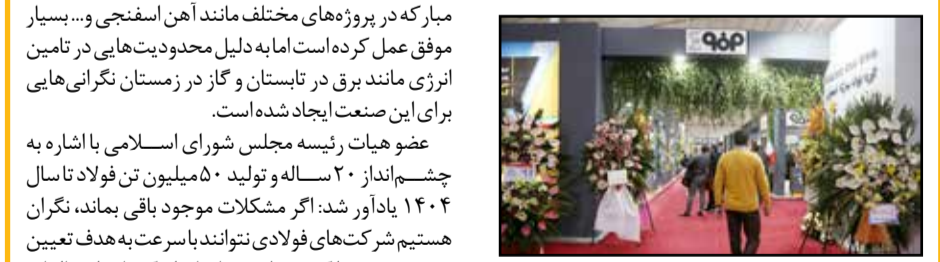 مبارکه در پروژه‌های مختلف مانند آهن اسفنجی و... بسیار
موفق عمل کرده است اما به دلیل محدودیت‌هایی در تامین
انرژی مانند برق در تابستان و گاز در زمستان نگرانی‌هایی
برای این صنعت ایجاد شده است.
عضو هیات رئیسه مجلس شورای اســلامی با اشاره به
چشــم‌انداز ۲۰ ســاله و تولید ۵۰ میلیون تن فولاد تا سال
۱۴۰۴ یادآور شد: اگر مشکلات موجود باقی بماند، نگران
هستیم شرکت‌های فولادی نتوانند با سرعت به هدف تعیین